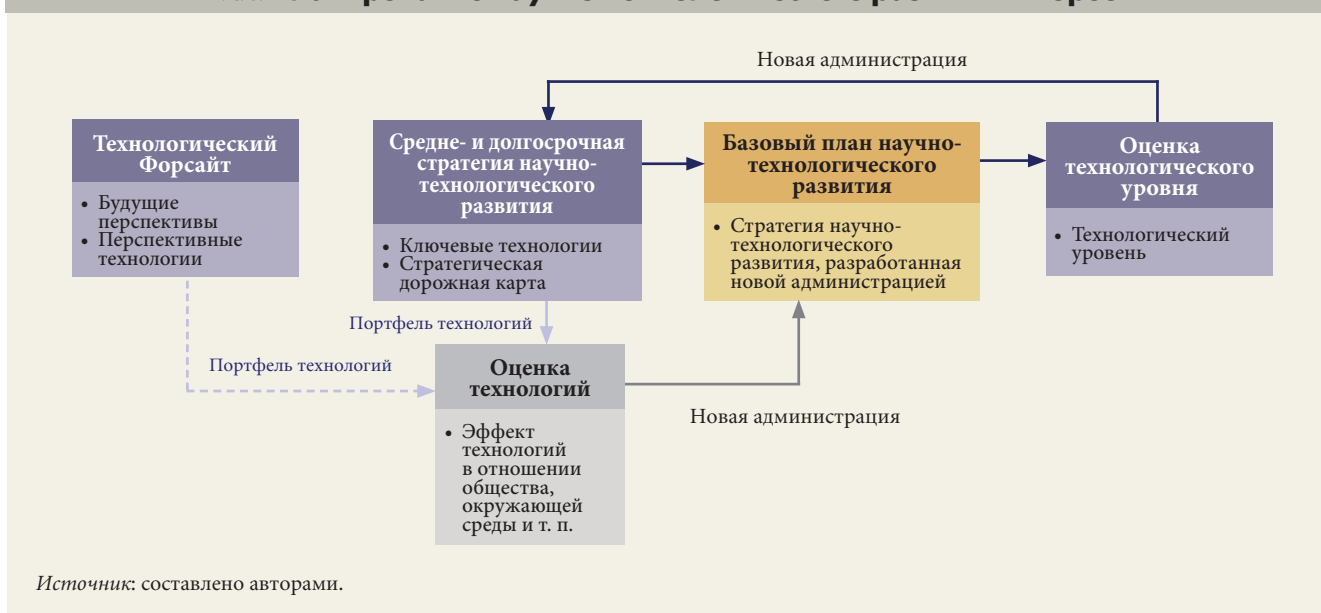 Новая администрация
Технологический
Форсайт
• Будущие
перспективы
• Перспективные
технологии
Средне- и долгосрочная
стратегия научно-
технологического
развития
• Ключевые технологии
• Стратегическая
дорожная карта
Базовый план научно-
технологического
развития
• Стратегия научно-
технологического
развития, разработанная
новой администрацией
Оценка
технологического
уровня
• Технологический
уровень
Портфель технологий
Портфель технологий
Оценка
технологий
• Эффект
технологий
в отношении
общества,
окружающей
среды и т. п.
Новая администрация
Источник: составлено авторами.